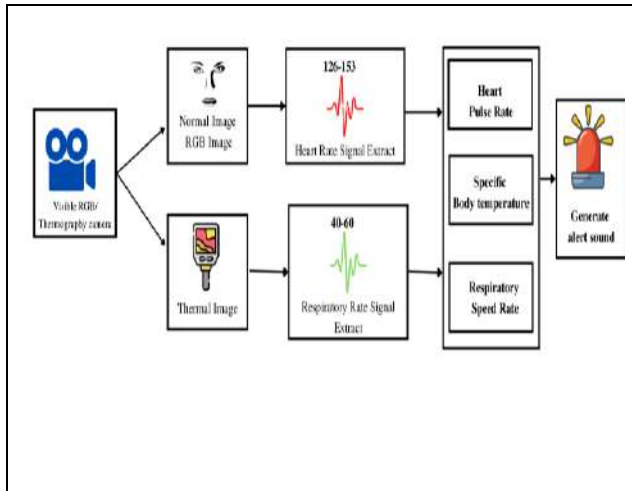 Visible RGB/
Thermography camera
Normal Image
RGB Image
Thermal Image
126-153
Heart Rate Signal Extract
40-60
Respiratory Rate Signal
Extract
Heart
Pulse Rate
Specific
Body temperature
Respiratory
Speed Rate
Generate
alert sound